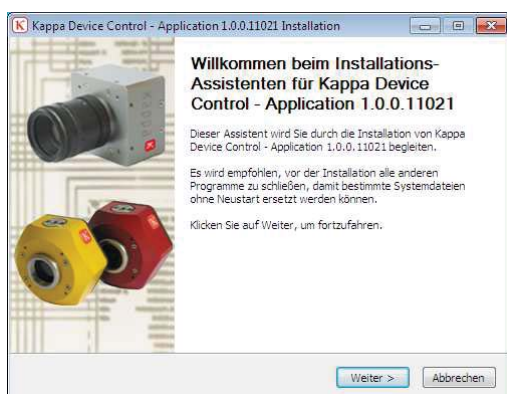 Kappa Device Control - Application 1.0.0.11021 Installation
Willkommen beim Installations-
Assistenten für Kappa Device
Control - Application 1.0.0.11021
Dieser Assistent wird Sie durch die Installation von Kappa
Device Control - Application 1.0.0.11021 begleiten.
Es wird empfohlen, vor der Installation alle anderen
Programme zu schließen, damit bestimmte Systemdateien
ohne Neustart ersetzt werden können.
Klicken Sie auf Weiter, um fortzufahren.
Weiter >
Abbrechen